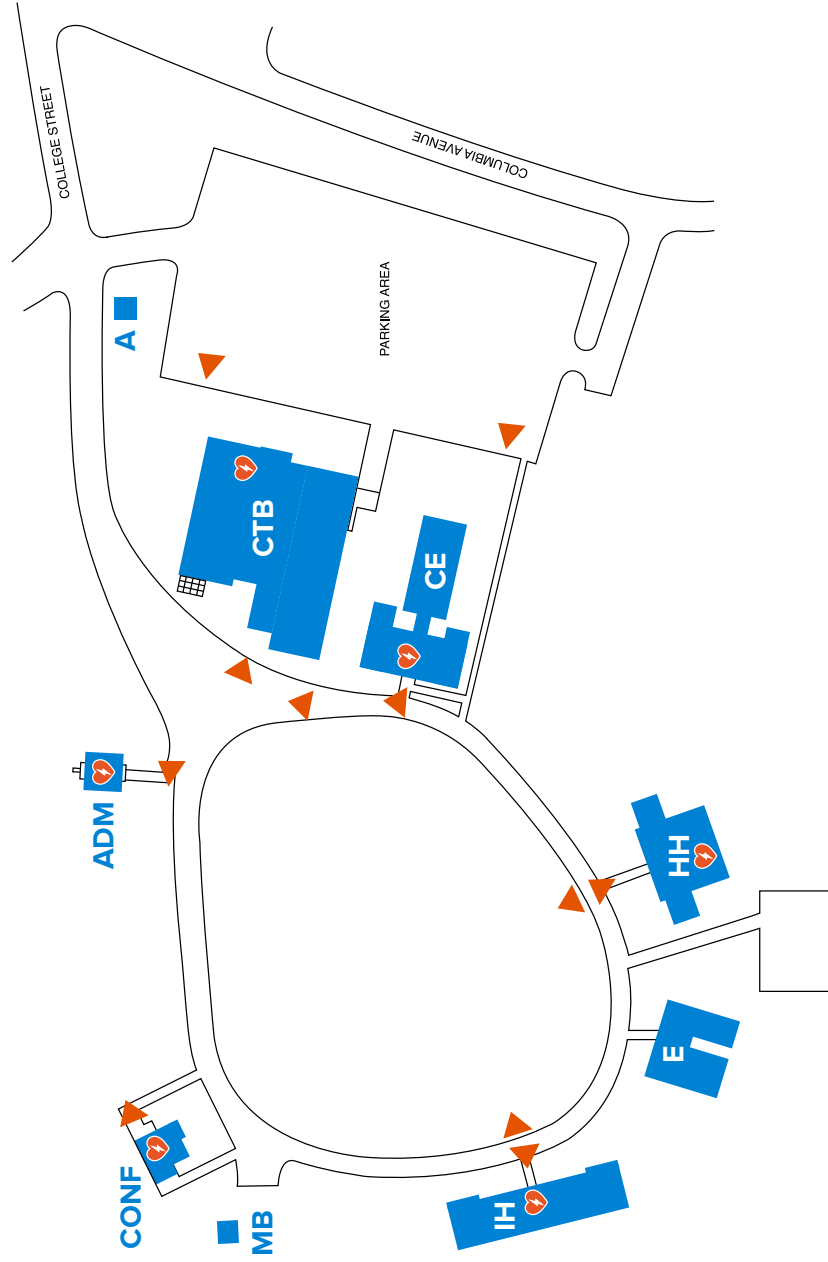 COLLEGE STREET
COLUMBIA AVENUE
PARKING AREA
A
CTB
CE
ADM
HH
E
CONF
MB
IH